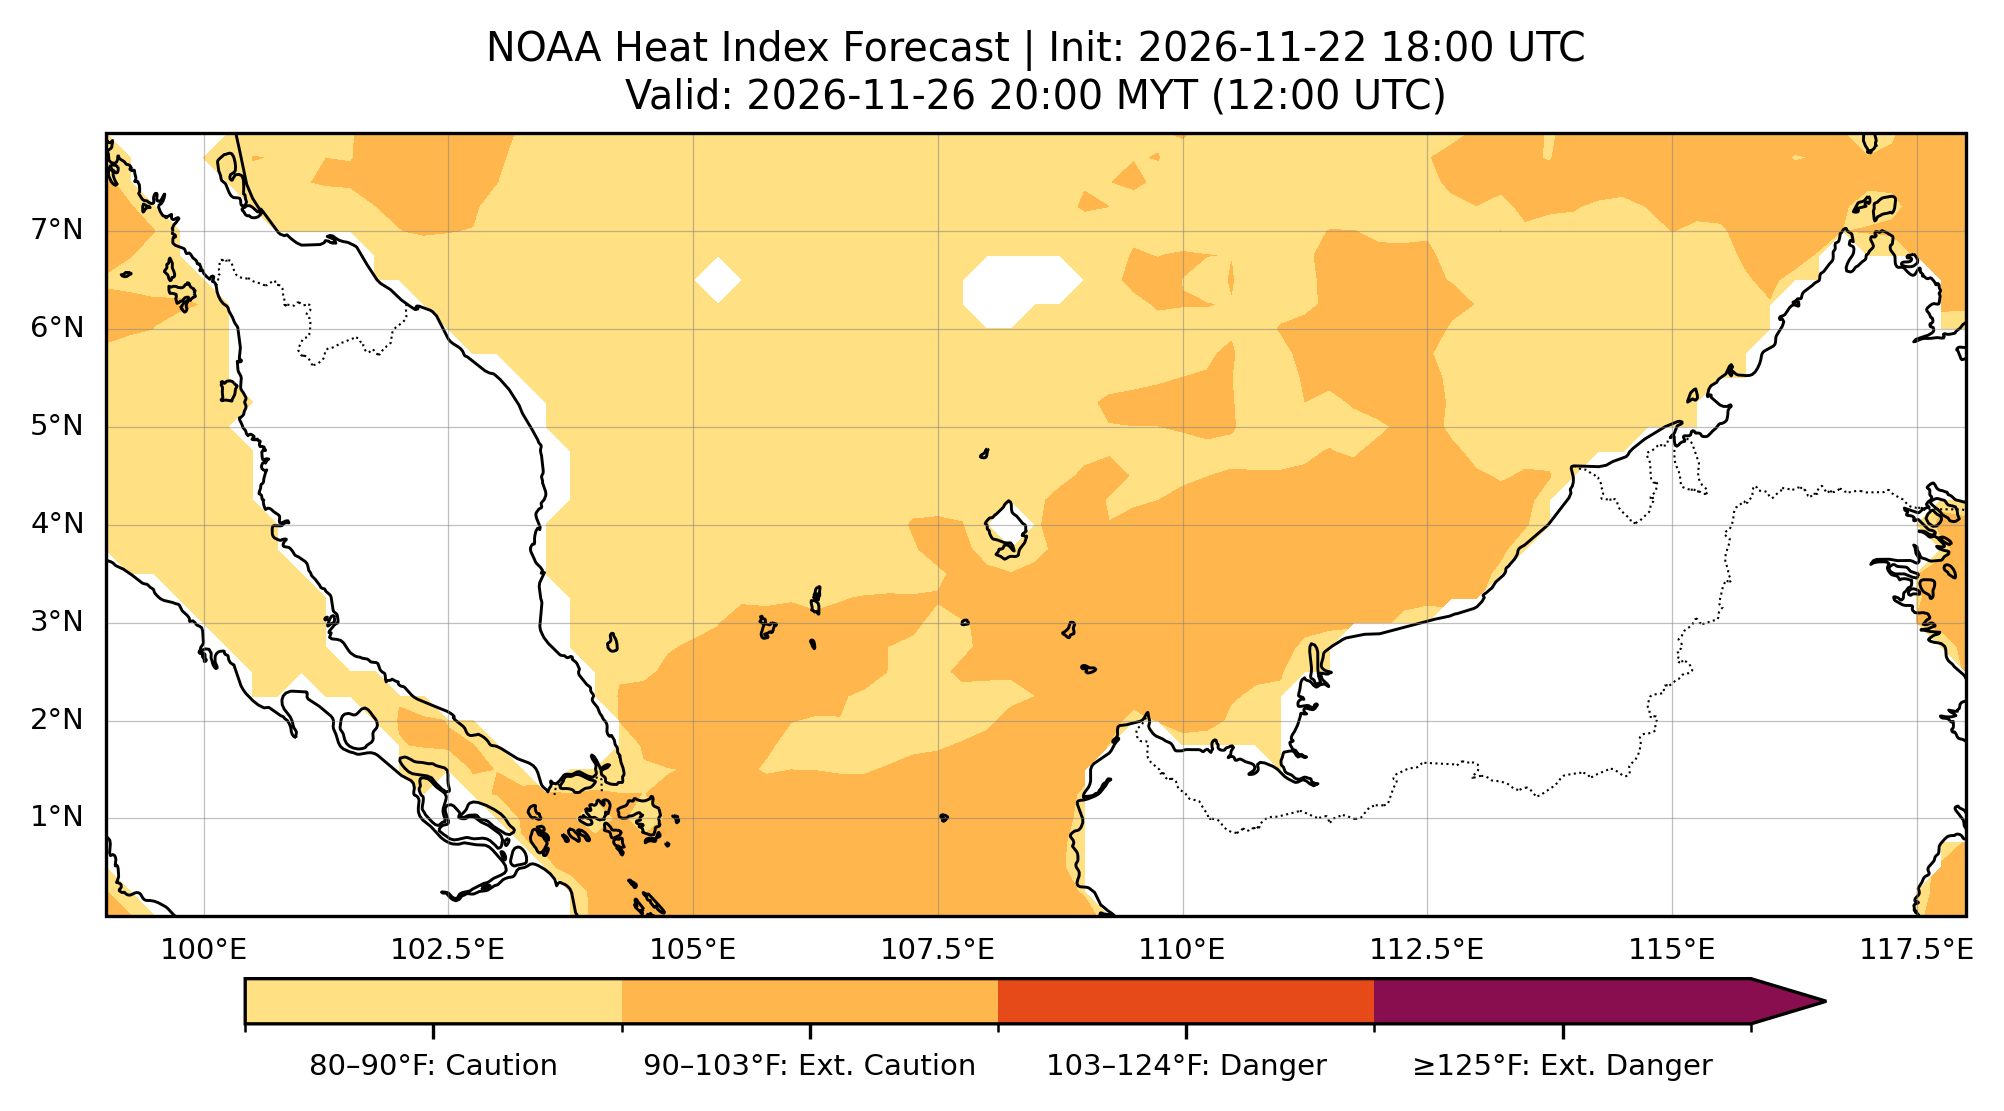 NOAA Heat Index Forecast | Init: 2026-11-22 18:00 UTC
Valid: 2026-11-26 20:00 MYT (12:00 UTC)
7°N
6°N
5°N
4°N
3°N
2°N
1°N
100°E
102.5°E
105°E
107.5°E
110°E
112.5°E
115°E
117.5°E
80–90°F: Caution
90–103°F: Ext. Caution
103–124°F: Danger
≥125°F: Ext. Danger